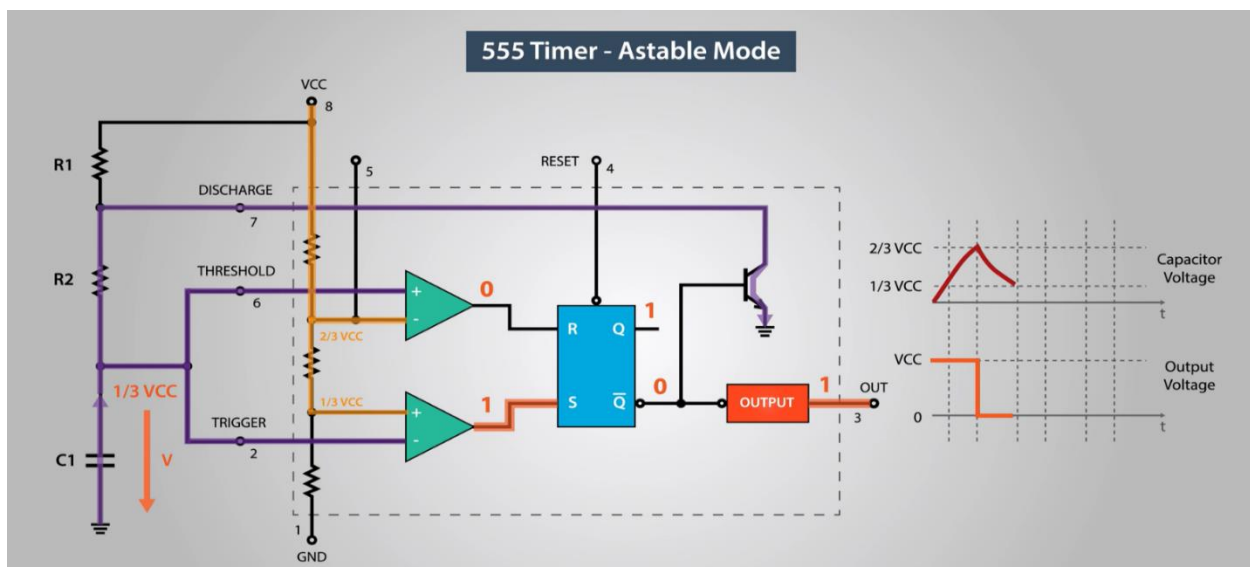 555 Timer - Astable Mode
VCC
8
R1
5
RESET
4
DISCHARGE
7
2/3 VCC
Capacitor
Voltage
1/3 VCC
t
R2
THRESHOLD
6
+
-
0
2/3 VCC
R
Q
1
1/3 VCC
1/3 VCC
+
-
1
S
Q̅
0
OUTPUT
1
OUT
3
VCC
Output
Voltage
0
t
TRIGGER
2
C1
V
1
GND